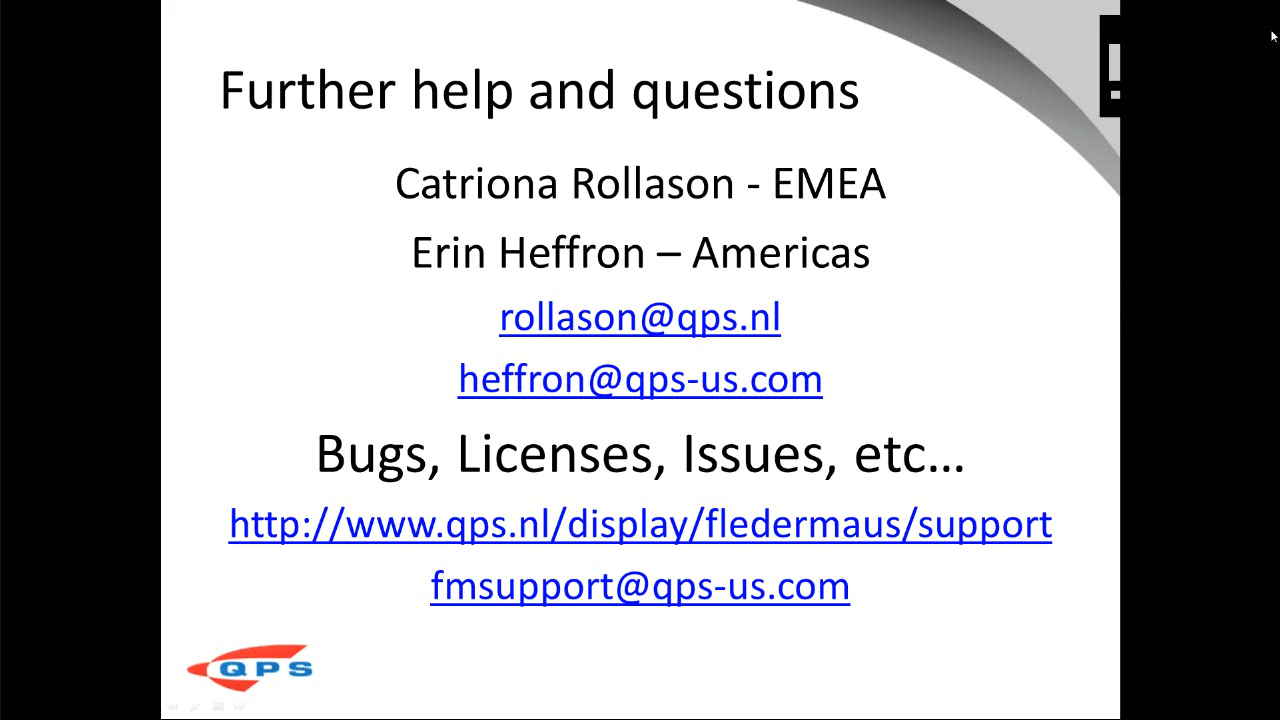 Further help and questions
Catriona Rollason - EMEA
Erin Heffron – Americas
rollason@qps.nl
heffron@qps-us.com
Bugs, Licenses, Issues, etc…
http://www.qps.nl/display/fledermaus/support
fmsupport@qps-us.com
QPS